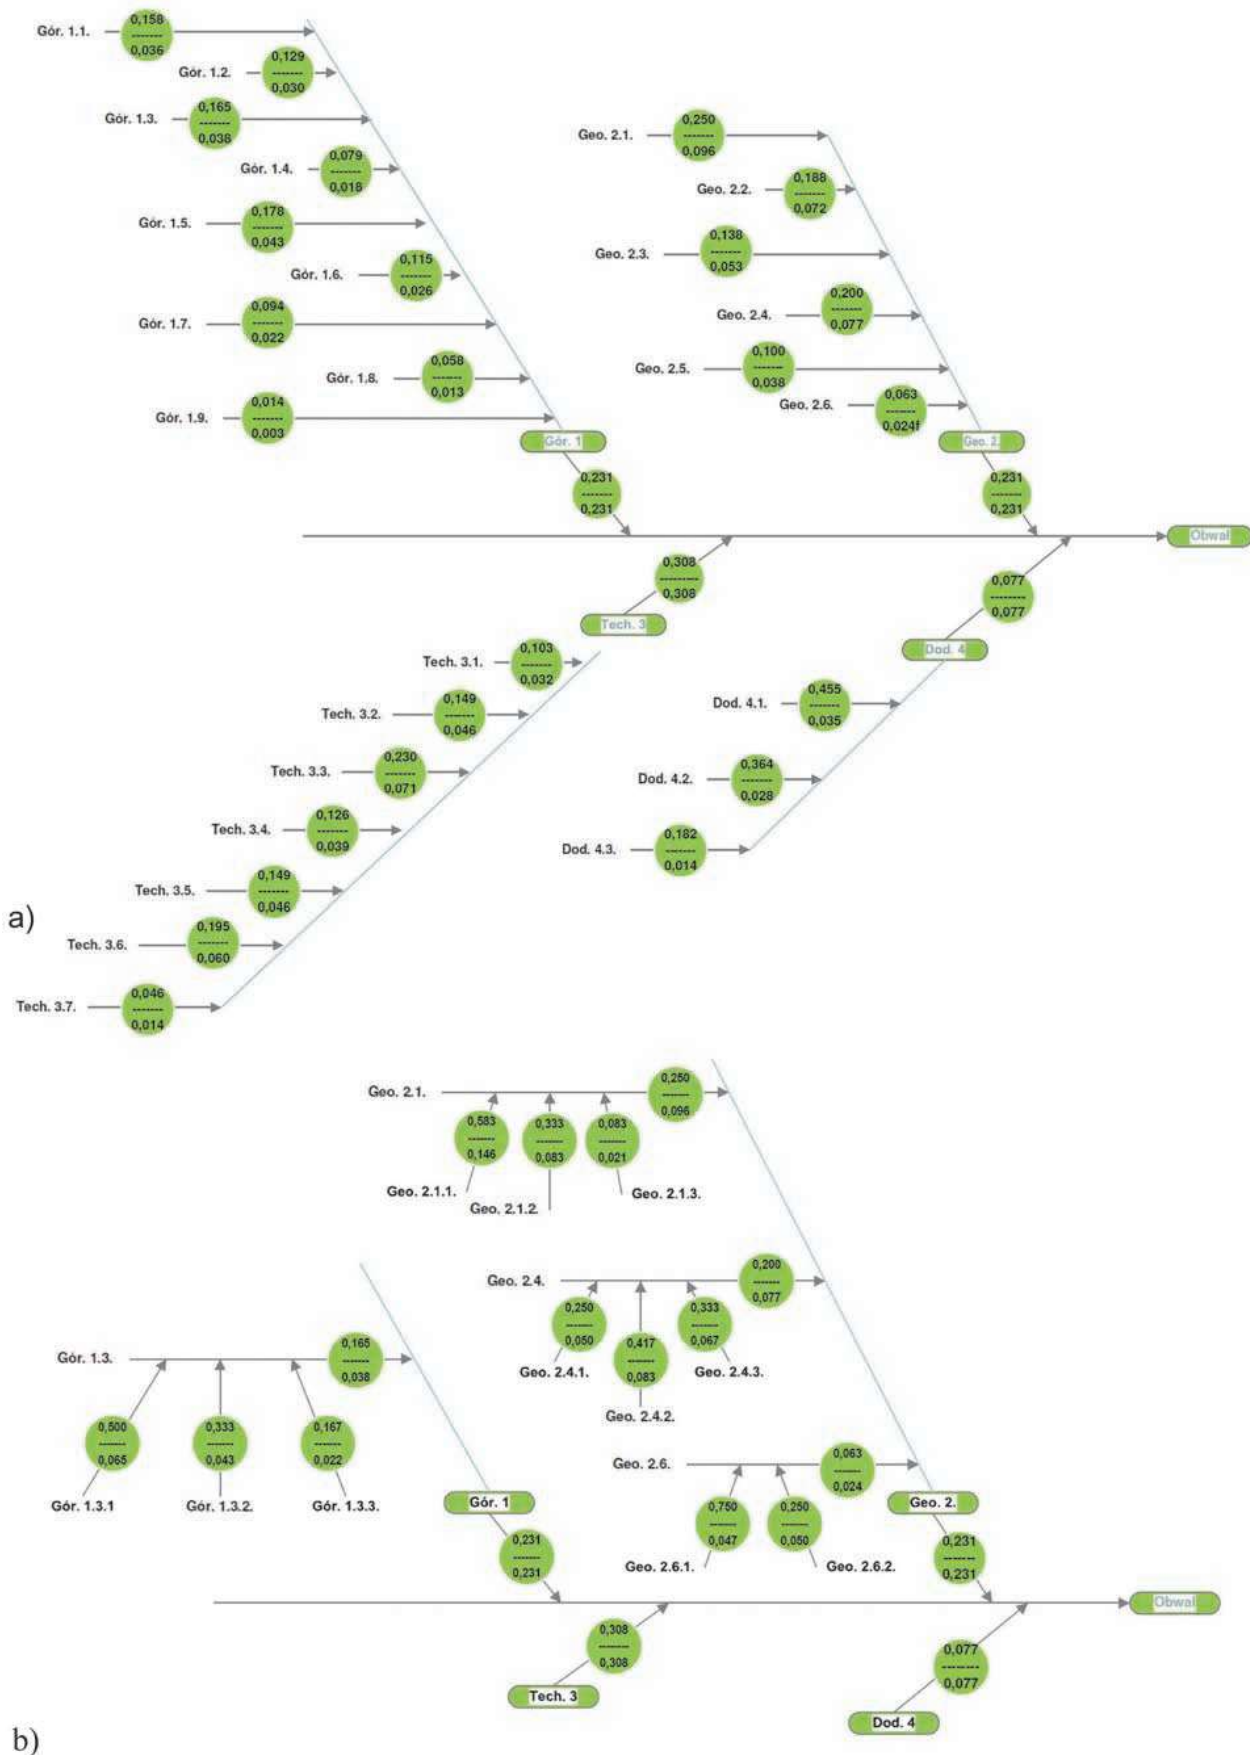 Gór. 1.1.
0,158
-------
0,036
Gór. 1.2.
0,129
-------
0,030
Gór. 1.3.
0,165
-------
0,038
Gór. 1.4.
0,079
-------
0,018
Gór. 1.5.
0,178
-------
0,043
Gór. 1.6.
0,115
-------
0,026
Gór. 1.7.
0,094
-------
0,022
Gór. 1.8.
0,058
-------
0,013
Gór. 1.9.
0,014
-------
0,003
Gór. 1
0,231
-------
0,231
Geo. 2.1.
0,250
-------
0,096
Geo. 2.2.
0,188
-------
0,072
Geo. 2.3.
0,138
-------
0,053
Geo. 2.4.
0,200
-------
0,077
Geo. 2.5.
0,100
-------
0,038
Geo. 2.6.
0,063
-------
0,024f
Geo. 2.
0,231
-------
0,231
Obwal
0,308
---------
0,308
Tech. 3
Tech. 3.1.
0,103
-------
0,032
Tech. 3.2.
0,149
-------
0,046
Tech. 3.3.
0,230
-------
0,071
Tech. 3.4.
0,126
-------
0,039
Tech. 3.5.
0,149
-------
0,046
Tech. 3.6.
0,195
-------
0,060
Tech. 3.7.
0,046
-------
0,014
0,077
--------
0,077
Dod. 4
Dod. 4.1.
0,455
-------
0,035
Dod. 4.2.
0,364
-------
0,028
Dod. 4.3.
0,182
-------
0,014
a)
Geo. 2.1.
0,250
-------
0,096
0,583
-------
0,146
0,333
-------
0,083
0,083
-------
0,021
Geo. 2.1.1.
Geo. 2.1.2.
Geo. 2.1.3.
Geo. 2.4.
0,200
-------
0,077
0,250
-------
0,050
0,417
-------
0,083
0,333
-------
0,067
Geo. 2.4.1.
Geo. 2.4.2.
Geo. 2.4.3.
Gór. 1.3.
0,165
-------
0,038
0,500
-------
0,065
0,333
-------
0,043
0,167
-------
0,022
Gór. 1.3.1
Gór. 1.3.2.
Gór. 1.3.3.
Geo. 2.6.
0,063
-------
0,024
0,750
-------
0,047
0,250
-------
0,050
Geo. 2.6.1.
Geo. 2.6.2.
Gór. 1
0,231
-------
0,231
Geo. 2.
0,231
-------
0,231
Obwal
0,308
--------
0,308
Tech. 3
0,077
---------
0,077
Dod. 4
b)